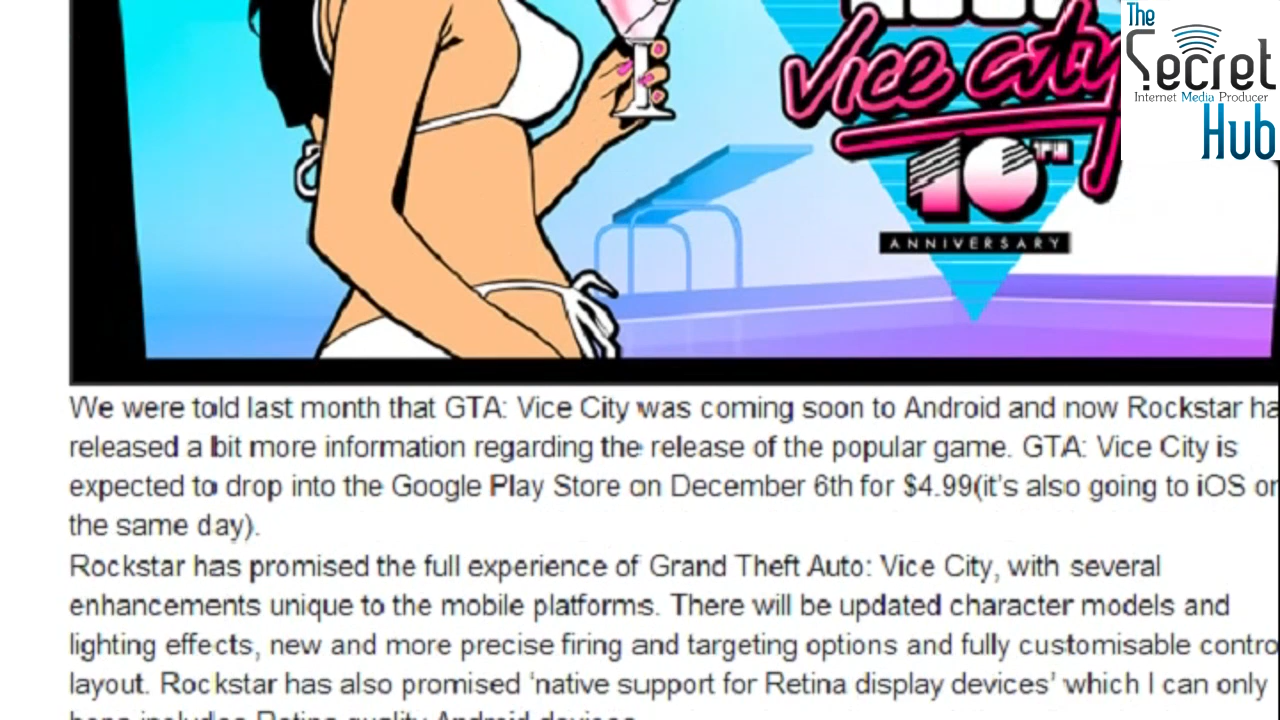 The
Secret
Internet Media Producer
Hub
Vice City
10TH
ANNIVERSARY
We were told last month that GTA: Vice City was coming soon to Android and now Rockstar ha
released a bit more information regarding the release of the popular game. GTA: Vice City is
expected to drop into the Google Play Store on December 6th for $4.99(it's also going to iOS or
the same day).
Rockstar has promised the full experience of Grand Theft Auto: Vice City, with several
enhancements unique to the mobile platforms. There will be updated character models and
lighting effects, new and more precise firing and targeting options and fully customisable contro
layout. Rockstar has also promised 'native support for Retina display devices' which I can only
hope includes Retina quality Android devices.